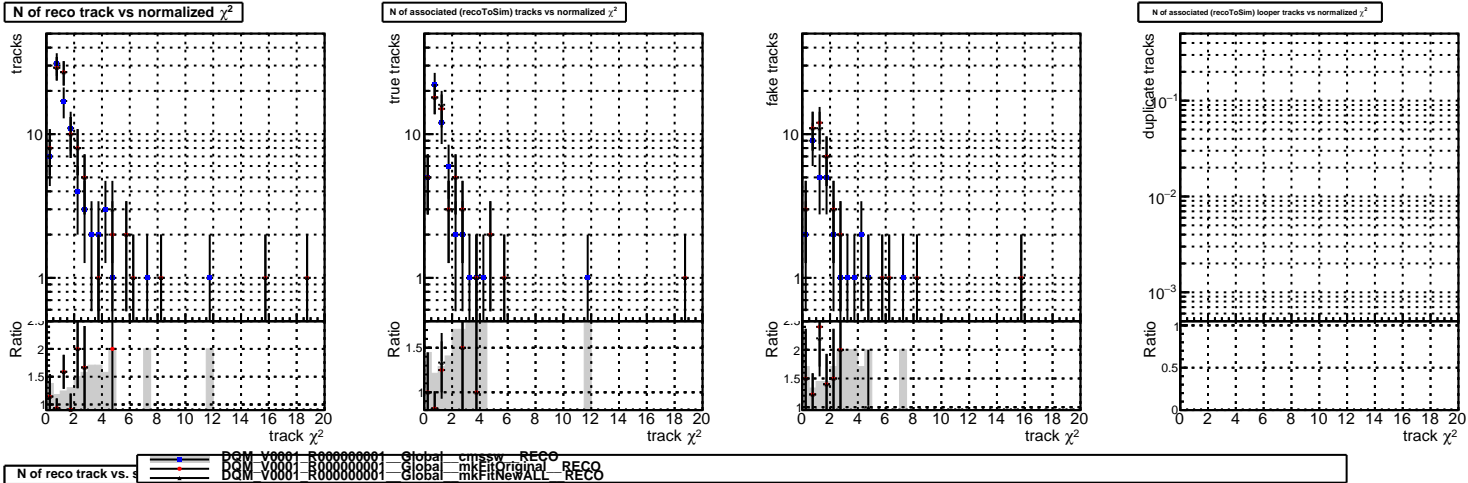 N of reco track vs normalized χ²
N of associated (recoToSim) tracks vs normalized χ²
N of associated (recoToSim) looper tracks vs normalized χ²
tracks
10
1
Ratio
2
1.5
1
0 2 4 6 8 10 12 14 16 18 20
track χ²
true tracks
10
1
Ratio
1.5
1
0 2 4 6 8 10 12 14 16 18 20
track χ²
fake tracks
10
1
Ratio
2
1.5
1
0 2 4 6 8 10 12 14 16 18 20
track χ²
duplicate tracks
10⁻¹
10⁻²
10⁻³
Ratio
1
0.5
0
0 2 4 6 8 10 12 14 16 18 20
track χ²
N of reco track vs.
DQM_V0001_R000000001__Global__cmssw__RECO
DQM_V0001_R000000001__Global__mkFitOriginal__RECO
DQM_V0001_R000000001__Global__mkFitNewALL__RECO